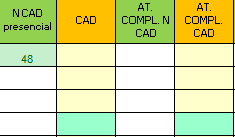 N CAD
presencial
CAD
AT.
COMPL. N
CAD
AT.
COMPL.
CAD
48